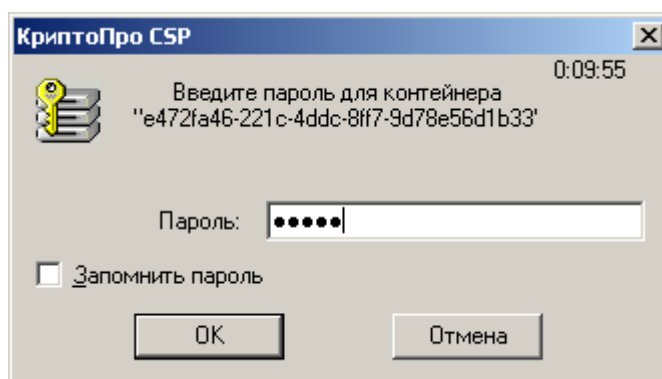 КриптоПро CSP
0:09:55
Введите пароль для контейнера
"e472fa46-221c-4ddc-8ff7-9d78e56d1b33'
Пароль: •••••
Запомнить пароль
OK
Отмена